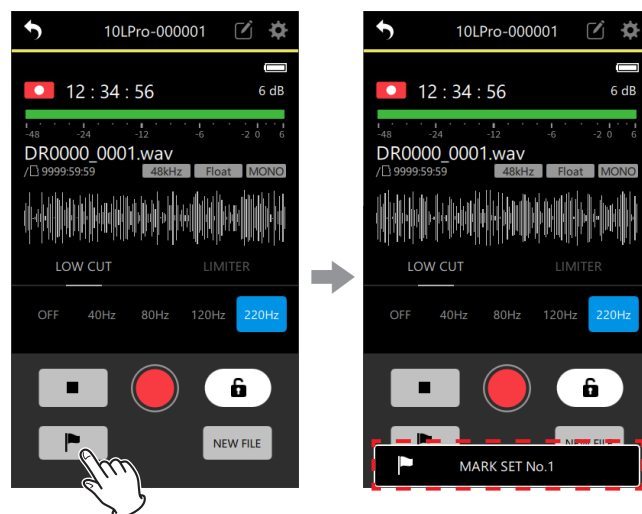 10LPro-000001
12 : 34 : 56
6 dB
-48 -24 -12 -6 -2 0 6
DR0000_0001.wav
/ 9999:59:59 48kHz Float MONO
LOW CUT LIMITER
OFF 40Hz 80Hz 120Hz 220Hz
NEW FILE
10LPro-000001
12 : 34 : 56
6 dB
-48 -24 -12 -6 -2 0 6
DR0000_0001.wav
/ 9999:59:59 48kHz Float MONO
LOW CUT LIMITER
OFF 40Hz 80Hz 120Hz 220Hz
NEW FILE
MARK SET No.1